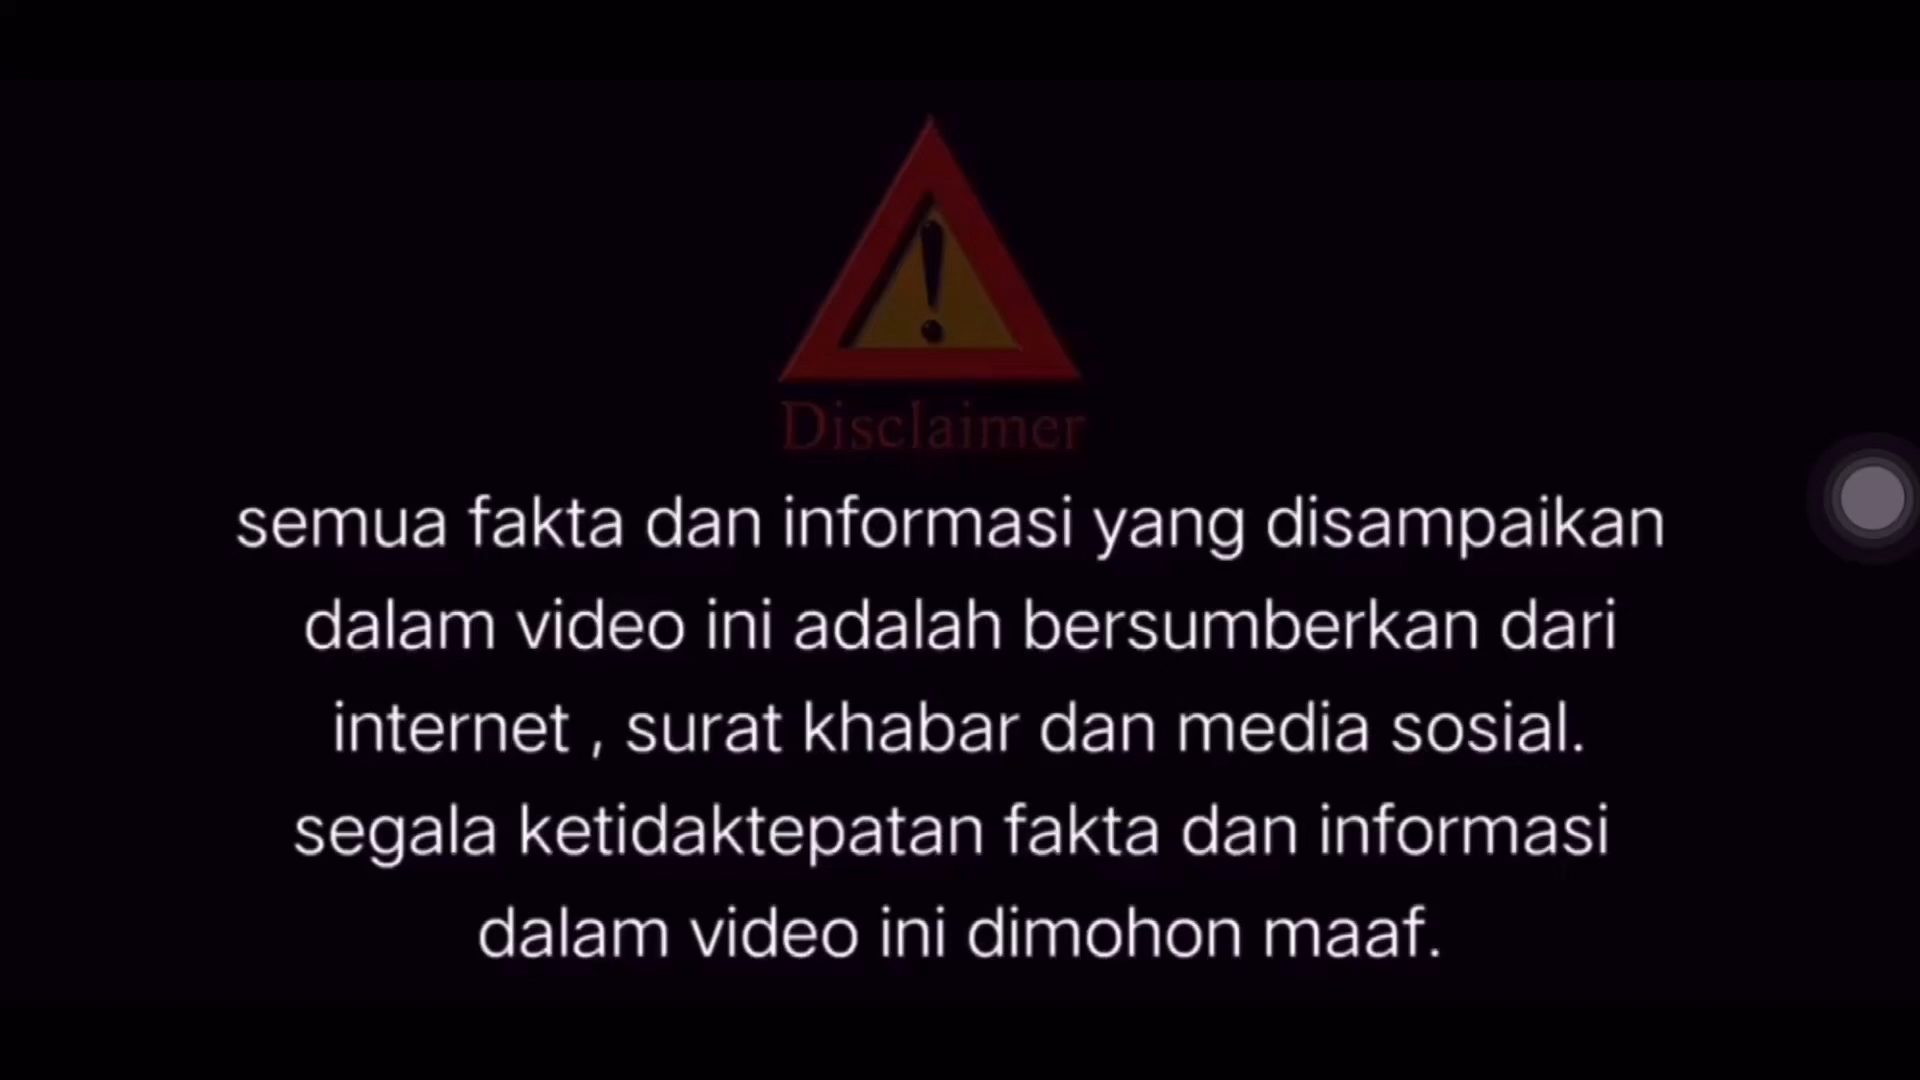 Disclaimer
semua fakta dan informasi yang disampaikan
dalam video ini adalah bersumberkan dari
internet , surat khabar dan media sosial.
segala ketidaktepatan fakta dan informasi
dalam video ini dimohon maaf.